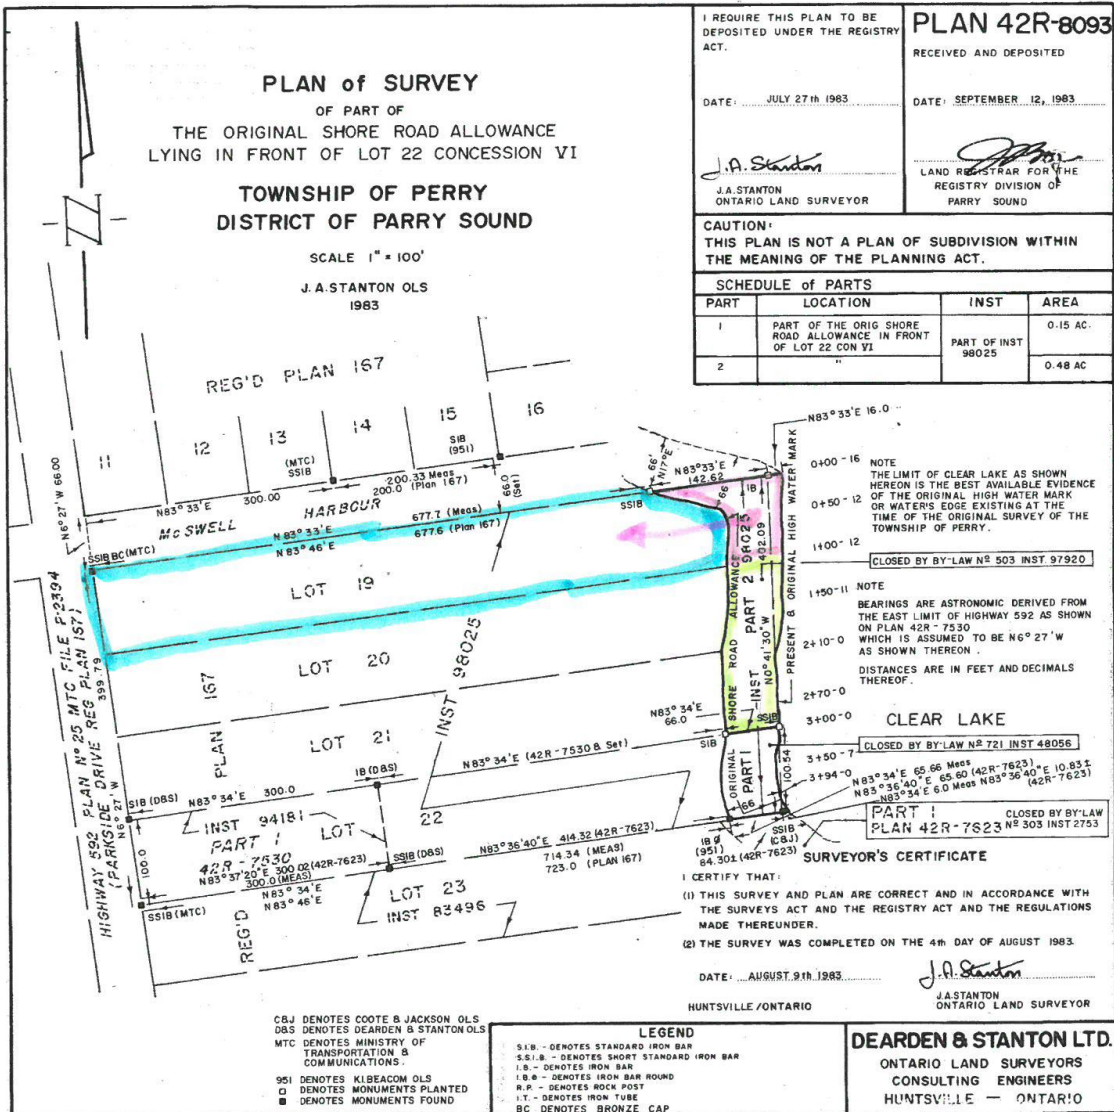 PLAN of SURVEY
OF PART OF
THE ORIGINAL SHORE ROAD ALLOWANCE
LYING IN FRONT OF LOT 22 CONCESSION VI
TOWNSHIP OF PERRY
DISTRICT OF PARRY SOUND
SCALE 1" = 100'
J. A. STANTON OLS
1983
I REQUIRE THIS PLAN TO BE
DEPOSITED UNDER THE REGISTRY
ACT.
DATE: JULY 27th 1983
J.A. Stanton
J.A. STANTON
ONTARIO LAND SURVEYOR
PLAN 42R-8093
RECEIVED AND DEPOSITED
DATE: SEPTEMBER 12, 1983
LAND REGISTRAR FOR THE
REGISTRY DIVISION OF
PARRY SOUND
CAUTION:
THIS PLAN IS NOT A PLAN OF SUBDIVISION WITHIN
THE MEANING OF THE PLANNING ACT.
SCHEDULE of PARTS
PART LOCATION INST AREA
1 PART OF THE ORIG SHORE ROAD ALLOWANCE IN FRONT OF LOT 22 CON VI PART OF INST 98025 0.15 AC.
2 " 0.48 AC
REG'D PLAN 167
11
12
13
14
15
16
(MTC)
SSIB
SIB
(951)
200.33 Meas
200.0 (Plan 167)
66.0
(Set)
N6° 27' W 66.00
N83° 33' E 300.00
McSWELL HARBOUR
N83° 33' E 677.7 (Meas)
N83° 46' E 677.6 (Plan 167)
SSIB BC (MTC)
SSIB
66'
N17°E
N83° 33' E
142.62
IB
66
N83° 33' E 16.0
0+00-16
0+50-12
1+00-12
1+50-11
2+10-0
2+70-0
3+00-0
3+50-7
3+94-0
PRESENT & ORIGINAL HIGH WATER MARK
402.09
N0° 41' 30" W
PART 2
INST 98025
ORIGINAL SHORE ROAD ALLOWANCE
NOTE
THE LIMIT OF CLEAR LAKE AS SHOWN
HEREON IS THE BEST AVAILABLE EVIDENCE
OF THE ORIGINAL HIGH WATER MARK
OR WATER'S EDGE EXISTING AT THE
TIME OF THE ORIGINAL SURVEY OF THE
TOWNSHIP OF PERRY.
CLOSED BY BY-LAW Nº 503 INST. 97920
NOTE
BEARINGS ARE ASTRONOMIC DERIVED FROM
THE EAST LIMIT OF HIGHWAY 592 AS SHOWN
ON PLAN 42R - 7530
WHICH IS ASSUMED TO BE N6° 27' W
AS SHOWN THEREON.
DISTANCES ARE IN FEET AND DECIMALS
THEREOF.
LOT 19
LOT 20
LOT 21
LOT 22
LOT 23
REG'D PLAN 167
INST 98025
HIGHWAY 592 PLAN Nº 25 MTC FILE P-2394
(PARKSIDE DRIVE REG PLAN 157)
399.79
N6° 27' W
100.0
N83° 34' E
66.0
SSIB
SIB
CLEAR LAKE
CLOSED BY BY-LAW Nº 721 INST 48056
N83° 34' E 65.66 Meas
N83° 36' 40" E 65.60 (42R-7623)
N83° 34' E 6.0 Meas N83° 36' 40" E 10.83±
(42R-7623)
PART 1
PLAN 42R-7623
CLOSED BY BY-LAW
Nº 303 INST 2753
PART 1
100.54
66
IB Ø
(951)
84.30± (42R-7623)
SSIB
(C&J)
SIB (D&S)
N83° 34' E 300.0
IB (D&S)
N83° 34' E (42R-7530 & Set)
INST 94181
PART 1
42R-7530
N83° 37' 20" E 300.02 (42R-7623)
300.0 (MEAS)
SSIB (D&S)
N83° 36' 40" E 414.32 (42R-7623)
714.34 (MEAS)
723.0 (PLAN 167)
SSIB (MTC)
N83° 34' E
N83° 46' E
INST 83496
SURVEYOR'S CERTIFICATE
I CERTIFY THAT:
(1) THIS SURVEY AND PLAN ARE CORRECT AND IN ACCORDANCE WITH
THE SURVEYS ACT AND THE REGISTRY ACT AND THE REGULATIONS
MADE THEREUNDER.
(2) THE SURVEY WAS COMPLETED ON THE 4th DAY OF AUGUST 1983.
DATE: AUGUST 9th 1983
J.A. Stanton
HUNTSVILLE / ONTARIO
J.A. STANTON
ONTARIO LAND SURVEYOR
C&J DENOTES COOTE & JACKSON OLS
D&S DENOTES DEARDEN & STANTON OLS
MTC DENOTES MINISTRY OF
TRANSPORTATION &
COMMUNICATIONS.
951 DENOTES KILBEACOM OLS
□ DENOTES MONUMENTS PLANTED
■ DENOTES MONUMENTS FOUND
LEGEND
S.I.B. - DENOTES STANDARD IRON BAR
S.S.I.B. - DENOTES SHORT STANDARD IRON BAR
I.B. - DENOTES IRON BAR
I.B.Ø - DENOTES IRON BAR ROUND
R.P. - DENOTES ROCK POST
I.T. - DENOTES IRON TUBE
BC DENOTES BRONZE CAP
DEARDEN & STANTON LTD.
ONTARIO LAND SURVEYORS
CONSULTING ENGINEERS
HUNTSVILLE — ONTARIO